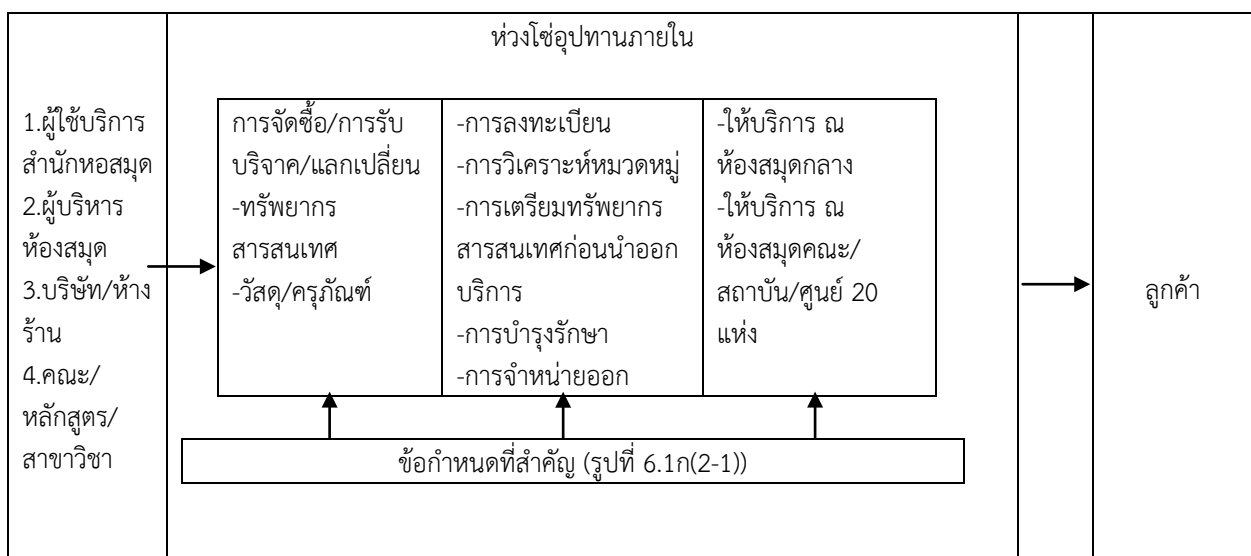 ห่วงโซ่อุปทานภายใน
1.ผู้ใช้บริการ
สำนักหอสมุด
2.ผู้บริหาร
ห้องสมุด
3.บริษัท/ห้าง
ร้าน
4.คณะ/
หลักสูตร/
สาขาวิชา
การจัดซื้อ/การรับ
บริจาค/แลกเปลี่ยน
-ทรัพยากร
สารสนเทศ
-วัสดุ/ครุภัณฑ์
-การลงทะเบียน
-การวิเคราะห์หมวดหมู่
-การเตรียมทรัพยากร
สารสนเทศก่อนนำออก
บริการ
-การบำรุงรักษา
-การจำหน่ายออก
-ให้บริการ ณ
ห้องสมุดกลาง
-ให้บริการ ณ
ห้องสมุดคณะ/
สถาบัน/ศูนย์ 20
แห่ง
ข้อกำหนดที่สำคัญ (รูปที่ 6.1ก(2-1))
ลูกค้า